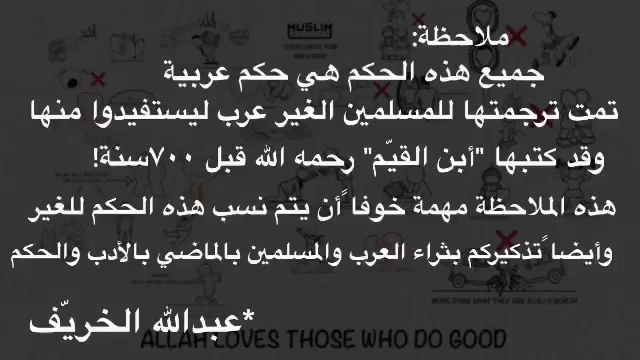 ملاحظة:
جميع هذه الحكم هي حكم عربية
تمت ترجمتها للمسلمين الغير عرب ليستفيدوا منها
وقد كتبها "أبن القيّم" رحمه الله قبل ٧٠٠سنة!
هذه الملاحظة مهمة خوفا ًأن يتم نسب هذه الحكم للغير
وأيضا ًتذكيركم بثراء العرب والمسلمين بالماضي بالأدب والحكم
*عبدالله الخريّف
MUSLIM
ALLAH LOVES THOSE WHO DO GOOD